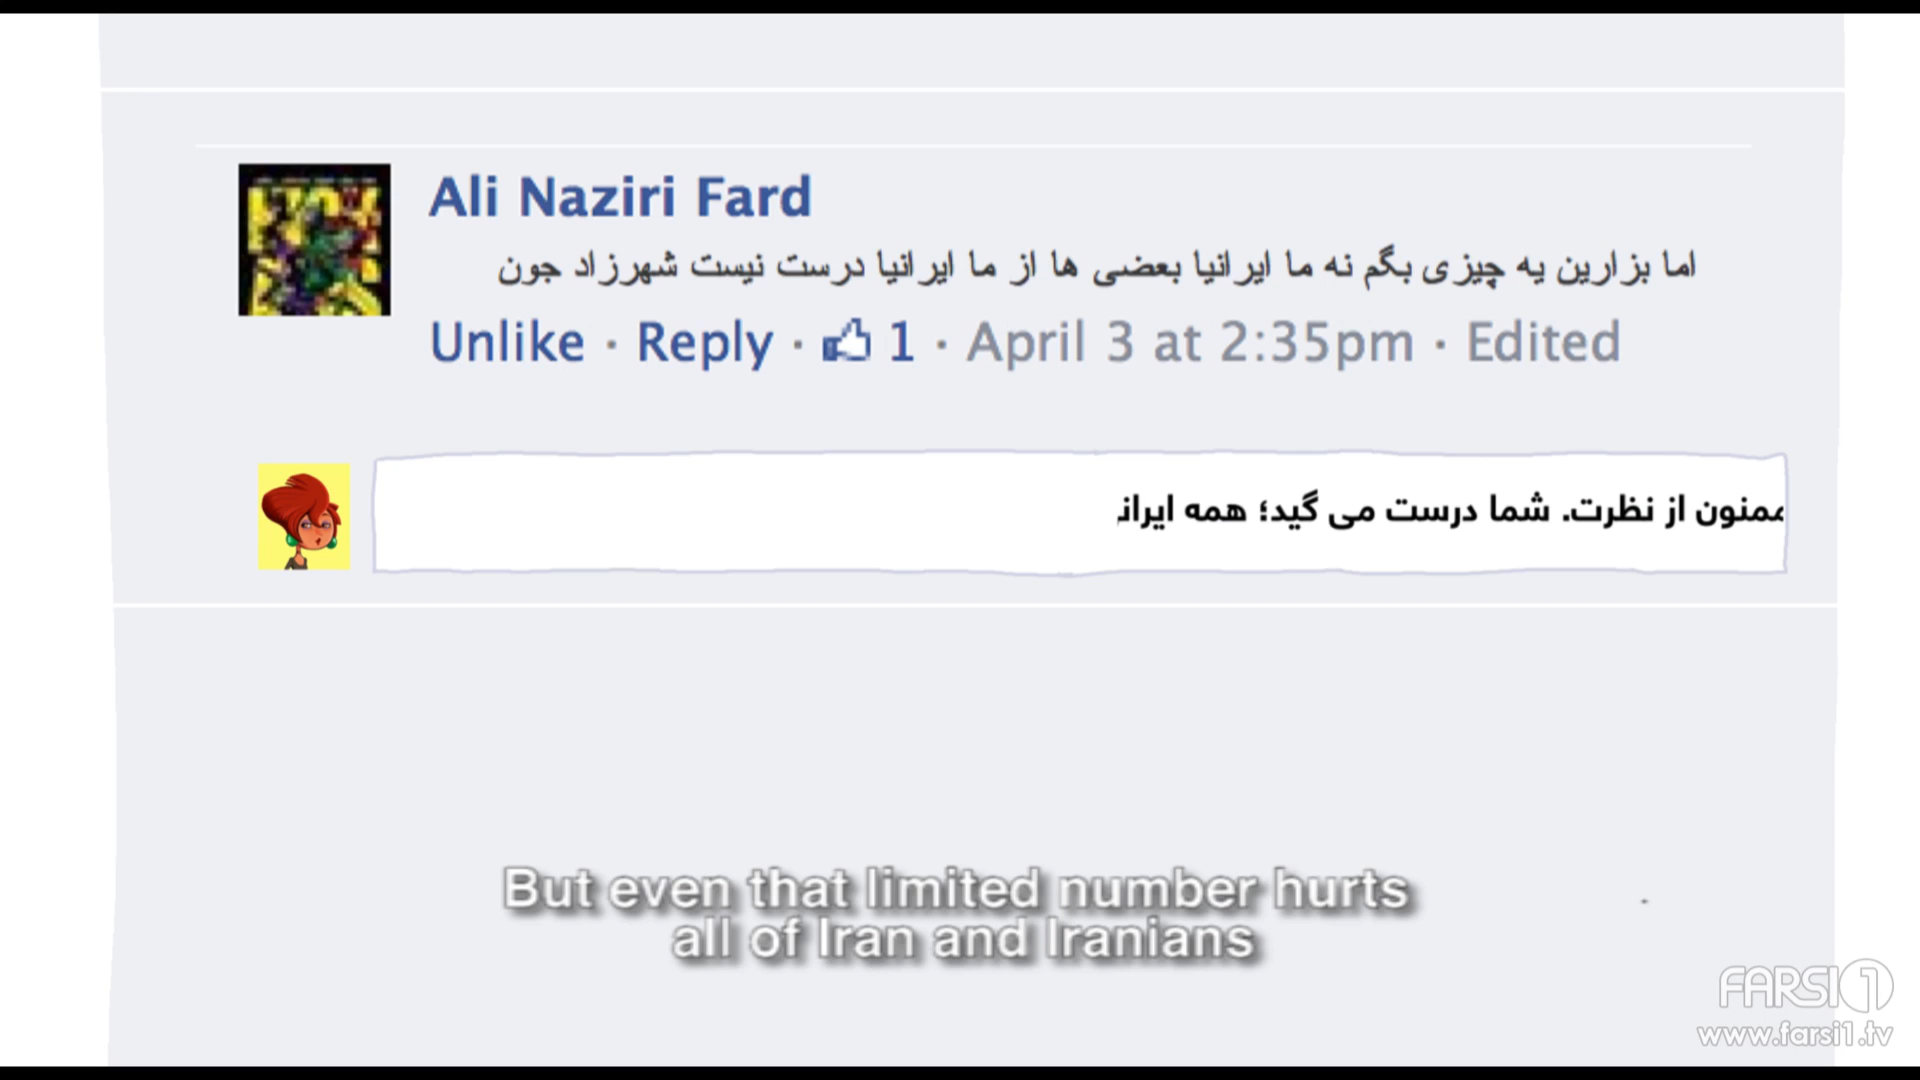 Ali Naziri Fard
اما بزارین یه چیزی بگم نه ما ایرانیا بعضی ها از ما ایرانیا درست نیست شهرزاد جون
Unlike · Reply · 1 · April 3 at 2:35pm · Edited
ممنون از نظرت. شما درست می گید؛ همه ایرانـ
But even that limited number hurts
all of Iran and Iranians
FARSI1
www.farsi1.tv